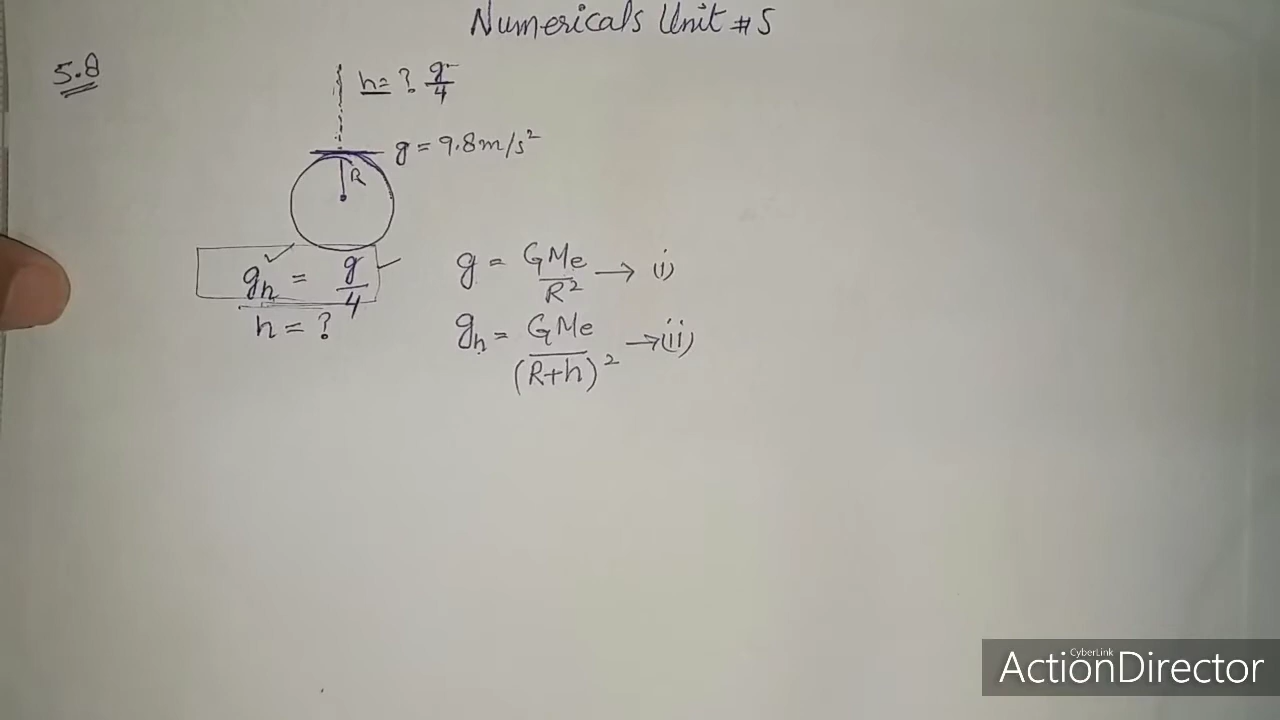 Numericals Unit # 5
5.8
h = ? g/4
g = 9.8 m/s²
R
gh = g/4
h = ?
g = GMe/R² → (i)
gh = GMe/(R+h)² → (ii)
CyberLink
ActionDirector